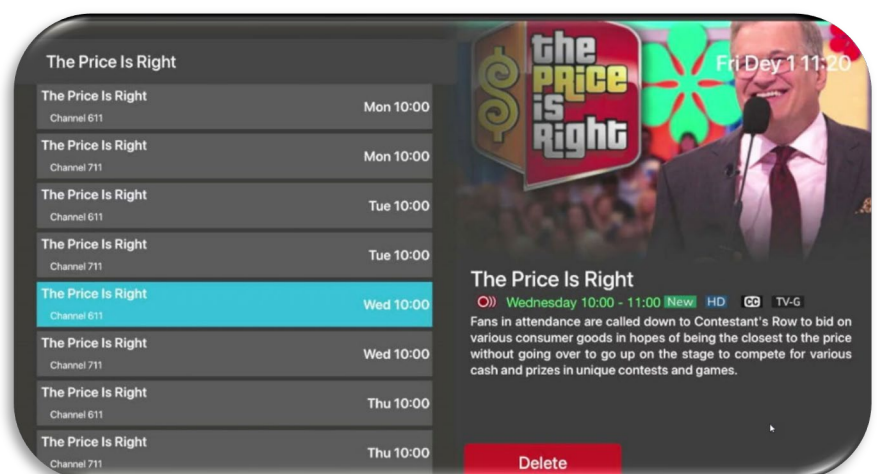 The Price Is Right
The Price Is Right
Channel 611
Mon 10:00
The Price Is Right
Channel 711
Mon 10:00
The Price Is Right
Channel 611
Tue 10:00
The Price Is Right
Channel 711
Tue 10:00
The Price Is Right
Channel 611
Wed 10:00
The Price Is Right
Channel 711
Wed 10:00
The Price Is Right
Channel 611
Thu 10:00
The Price Is Right
Channel 711
Thu 10:00
the
PRice
is
Right
Fri Dey 1 11:20
The Price Is Right
Wednesday 10:00 - 11:00 New HD CC TV-G
Fans in attendance are called down to Contestant's Row to bid on
various consumer goods in hopes of being the closest to the price
without going over to go up on the stage to compete for various
cash and prizes in unique contests and games.
Delete